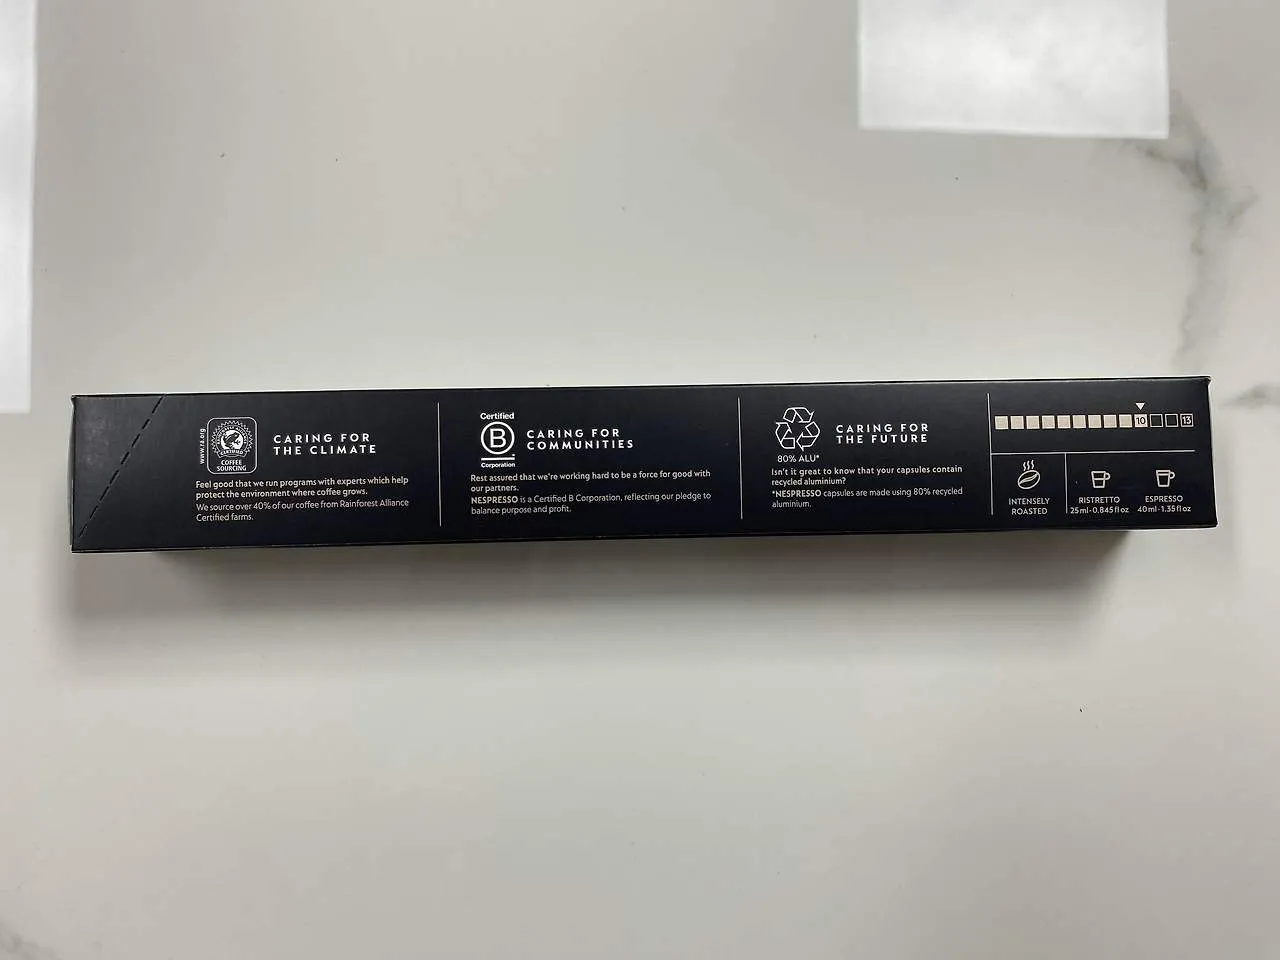 www.ra.org
CERTIFIED
COFFEE
SOURCING
CARING FOR
THE CLIMATE
Feel good that we run programs with experts which help
protect the environment where coffee grows.
We source over 40% of our coffee from Rainforest Alliance
Certified farms.
Certified
B
Corporation
CARING FOR
COMMUNITIES
Rest assured that we're working hard to be a force for good with
our partners.
NESPRESSO is a Certified B Corporation, reflecting our pledge to
balance purpose and profit.
80% ALU*
CARING FOR
THE FUTURE
Isn't it great to know that your capsules contain
recycled aluminium?
*NESPRESSO capsules are made using 80% recycled
aluminium.
10 13
INTENSELY
ROASTED
RISTRETTO
25 ml - 0.845 fl oz
ESPRESSO
40 ml - 1.35 fl oz